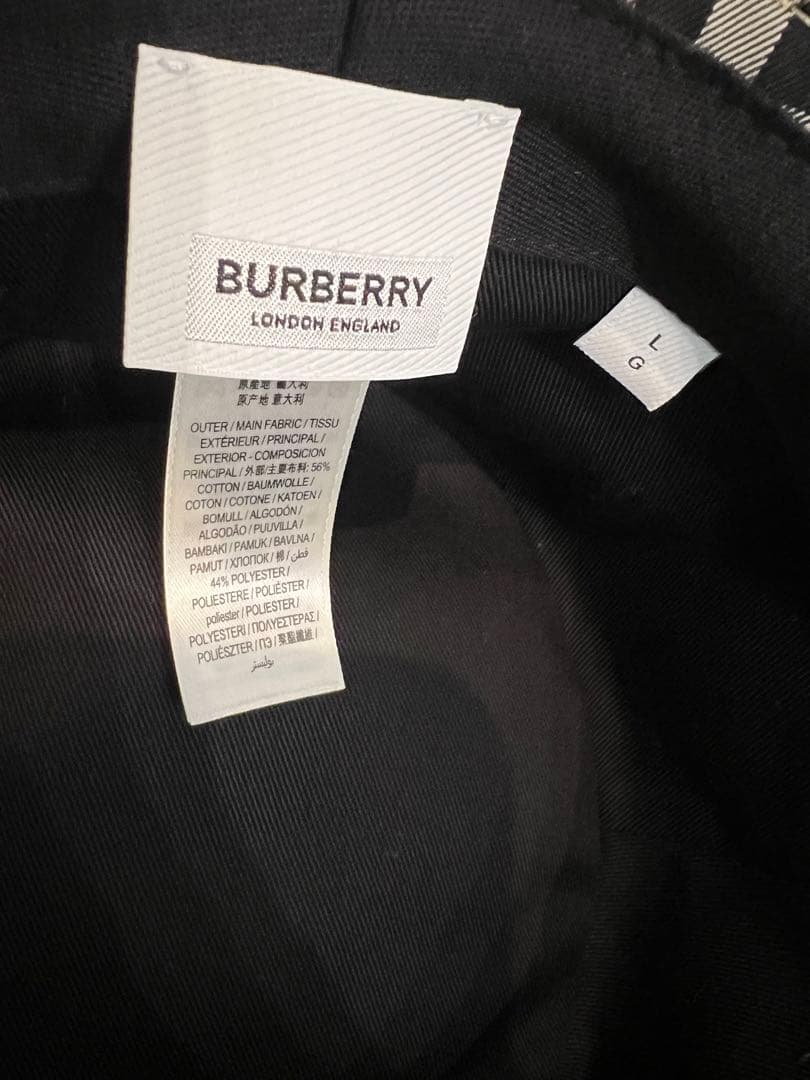 BURBERRY
LONDON ENGLAND
L
G
原產地 義大利
原产地 意大利
OUTER / MAIN FABRIC / TISSU
EXTÉRIEUR / PRINCIPAL /
EXTERIOR - COMPOSICION
PRINCIPAL / 外部/主要布料: 56%
COTTON / BAUMWOLLE /
COTON / COTONE / KATOEN /
BOMULL / ALGODÓN /
ALGODÃO / PUUVILLA /
BAMBAKI / PAMUK / BAVLNA /
PAMUT / ХЛОПОК / 棉 / قطن
44% POLYESTER /
POLIESTERE / POLIÉSTER /
poliester / POLIESTER /
POLYESTERI / ΠΟΛΥΕΣΤΕΡΑΣ /
POLIÉSZTER / ПЭ / 聚酯纖維 /
بوليستر